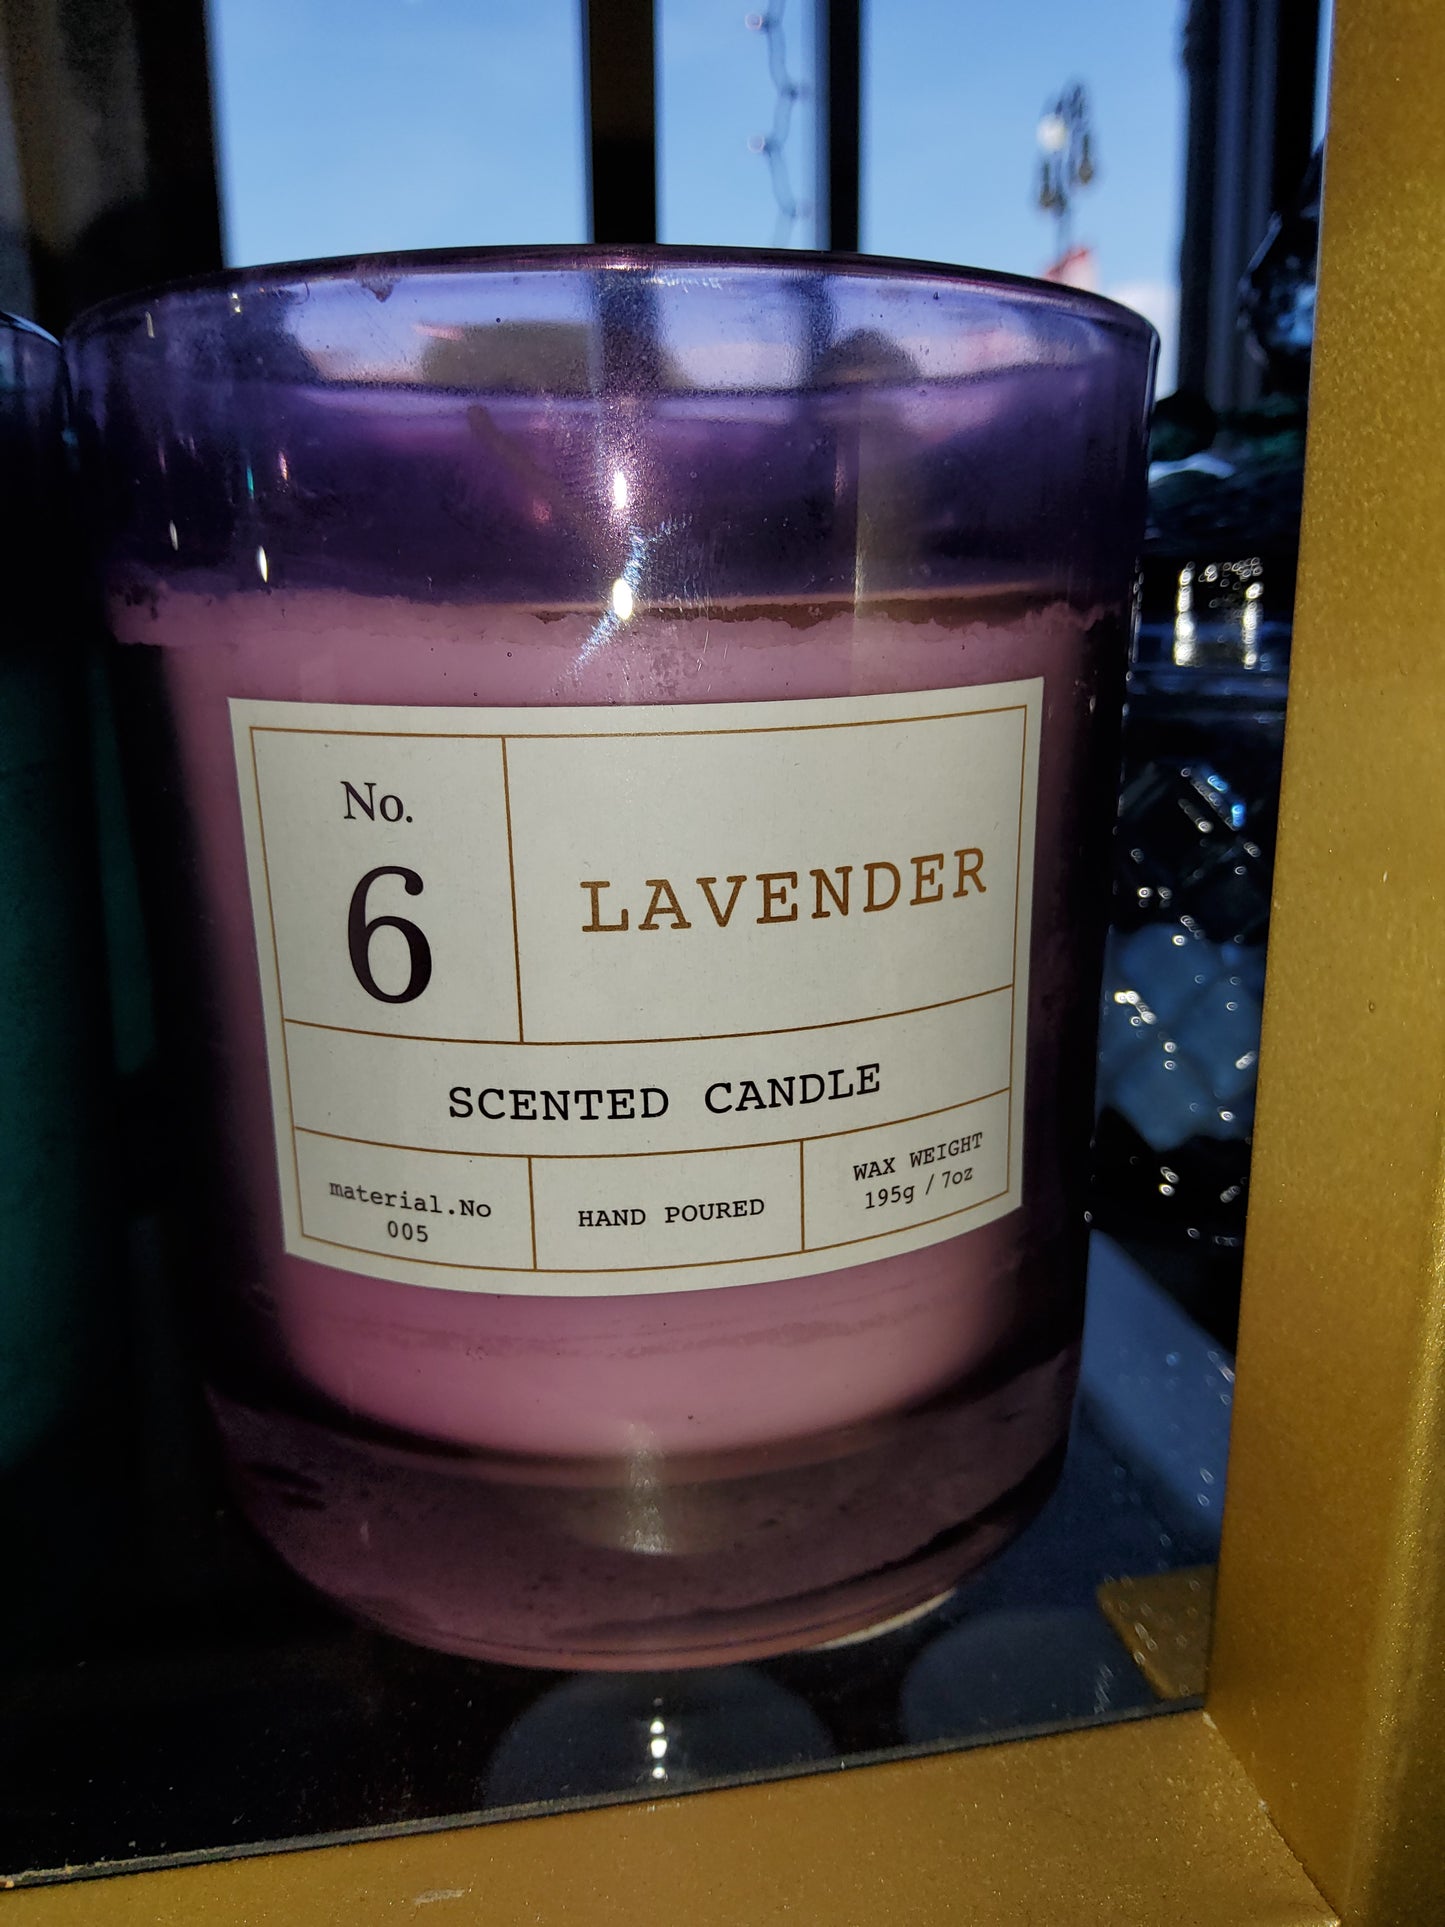 No.
6
LAVENDER
SCENTED CANDLE
material.No
005
HAND POURED
WAX WEIGHT
195g / 7oz